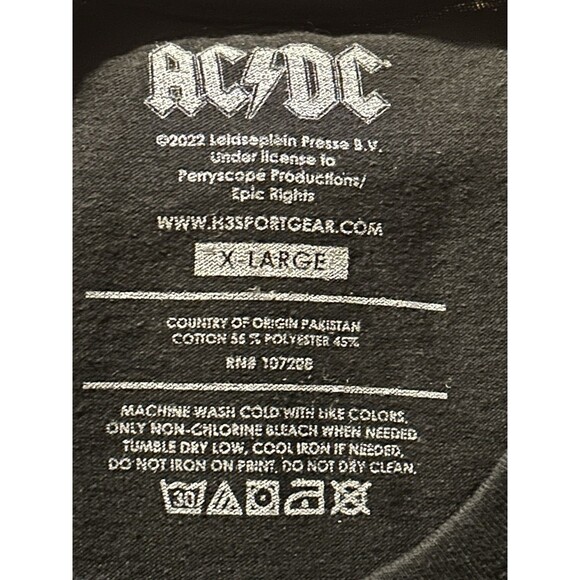 AC⚡DC
©2022 Leidseplein Presse B.V.
Under license to
Perryscope Productions/
Epic Rights
WWW.H3SPORTGEAR.COM
X-LARGE
COUNTRY OF ORIGIN PAKISTAN
COTTON 55 % POLYESTER 45%
RN# 107208
MACHINE WASH COLD WITH LIKE COLORS,
ONLY NON-CHLORINE BLEACH WHEN NEEDED,
TUMBLE DRY LOW, COOL IRON IF NEEDED,
DO NOT IRON ON PRINT, DO NOT DRY CLEAN.
30